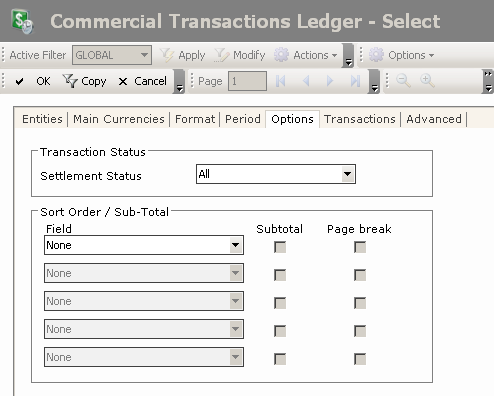 Commercial Transactions Ledger - Select
Active Filter GLOBAL Apply Modify Actions Options
OK Copy Cancel Page 1
Entities Main Currencies Format Period Options Transactions Advanced
Transaction Status
Settlement Status All
Sort Order / Sub-Total
Field Subtotal Page break
None
None
None
None
None